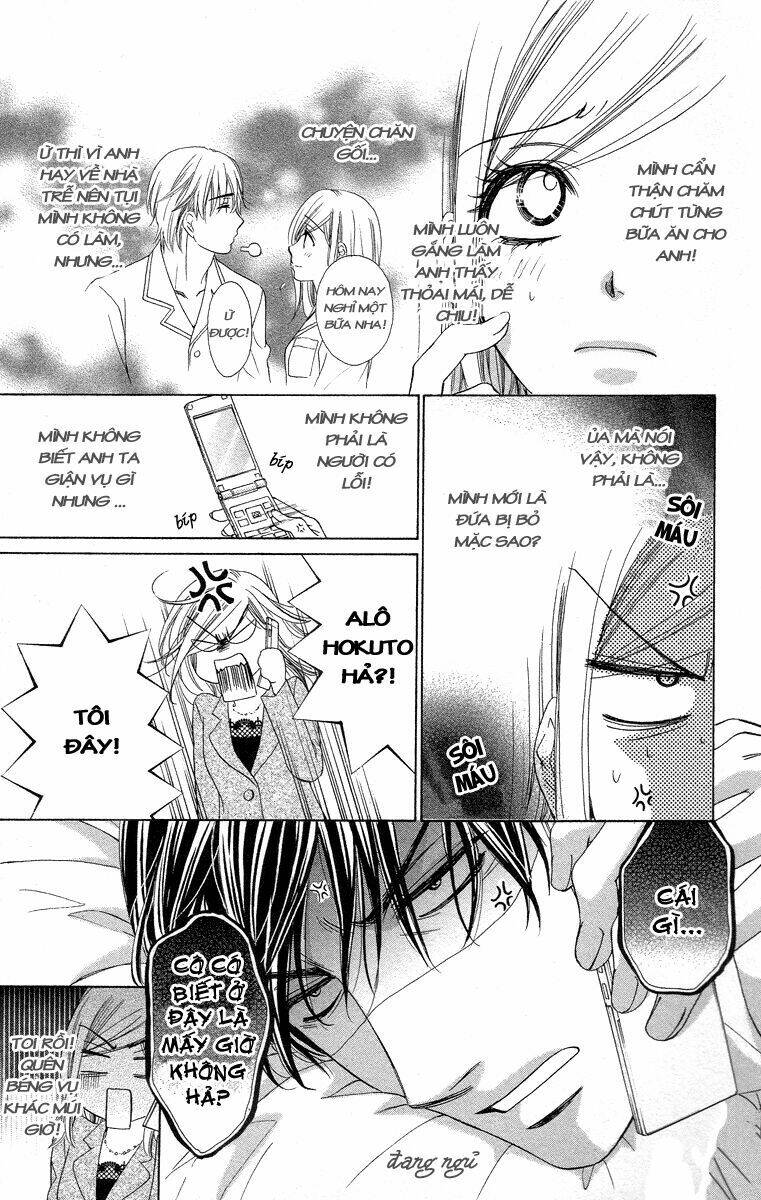 MÌNH CẨN
THẬN CHĂM
CHÚT TỪNG
BỮA ĂN CHO
ANH!
MÌNH LUÔN
GẮNG LÀM
ANH THẤY
THOẢI MÁI, DỄ
CHỊU!
CHUYỆN CHĂN
GỐI...
Ừ THÌ VÌ ANH
HAY VỀ NHÀ
TRỄ NÊN TỤI
MÌNH KHÔNG
CÓ LÀM,
NHƯNG...
HÔM NAY
NGHỈ MỘT
BỮA NHA!
Ừ
ĐƯỢC!
ỦA MÀ NÓI
VẬY, KHÔNG
PHẢI LÀ...
MÌNH MỚI LÀ
ĐỨA BỊ BỎ
MẶC SAO?
SÔI
MÁU
SÔI
MÁU
MÌNH KHÔNG
PHẢI LÀ
NGƯỜI CÓ
LỖI!
MÌNH KHÔNG
BIẾT ANH TA
GIẬN VỤ GÌ
NHƯNG ...
bíp
bíp
ALÔ
HOKUTO
HẢ?!
TÔI
ĐÂY!
CÁI
GÌ...
CÔ CÓ
BIẾT Ở
ĐÂY LÀ
MẤY GIỜ
KHÔNG
HẢ?
đang ngủ
TOI RỒI!
QUÊN
BÉNG VỤ
KHÁC MÚI
GIỜ!